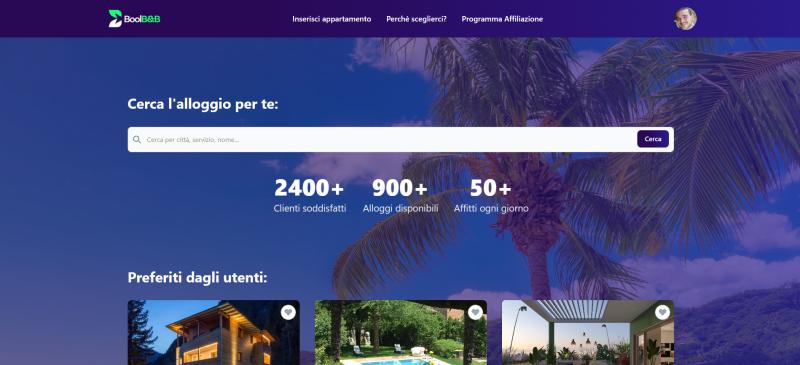 BoolB&B
Inserisci appartamento
Perchè sceglierci?
Programma Affiliazione
Cerca l'alloggio per te:
Cerca per città, servizio, nome...
Cerca
2400+
900+
50+
Clienti soddisfatti
Alloggi disponibili
Affitti ogni giorno
Preferiti dagli utenti: